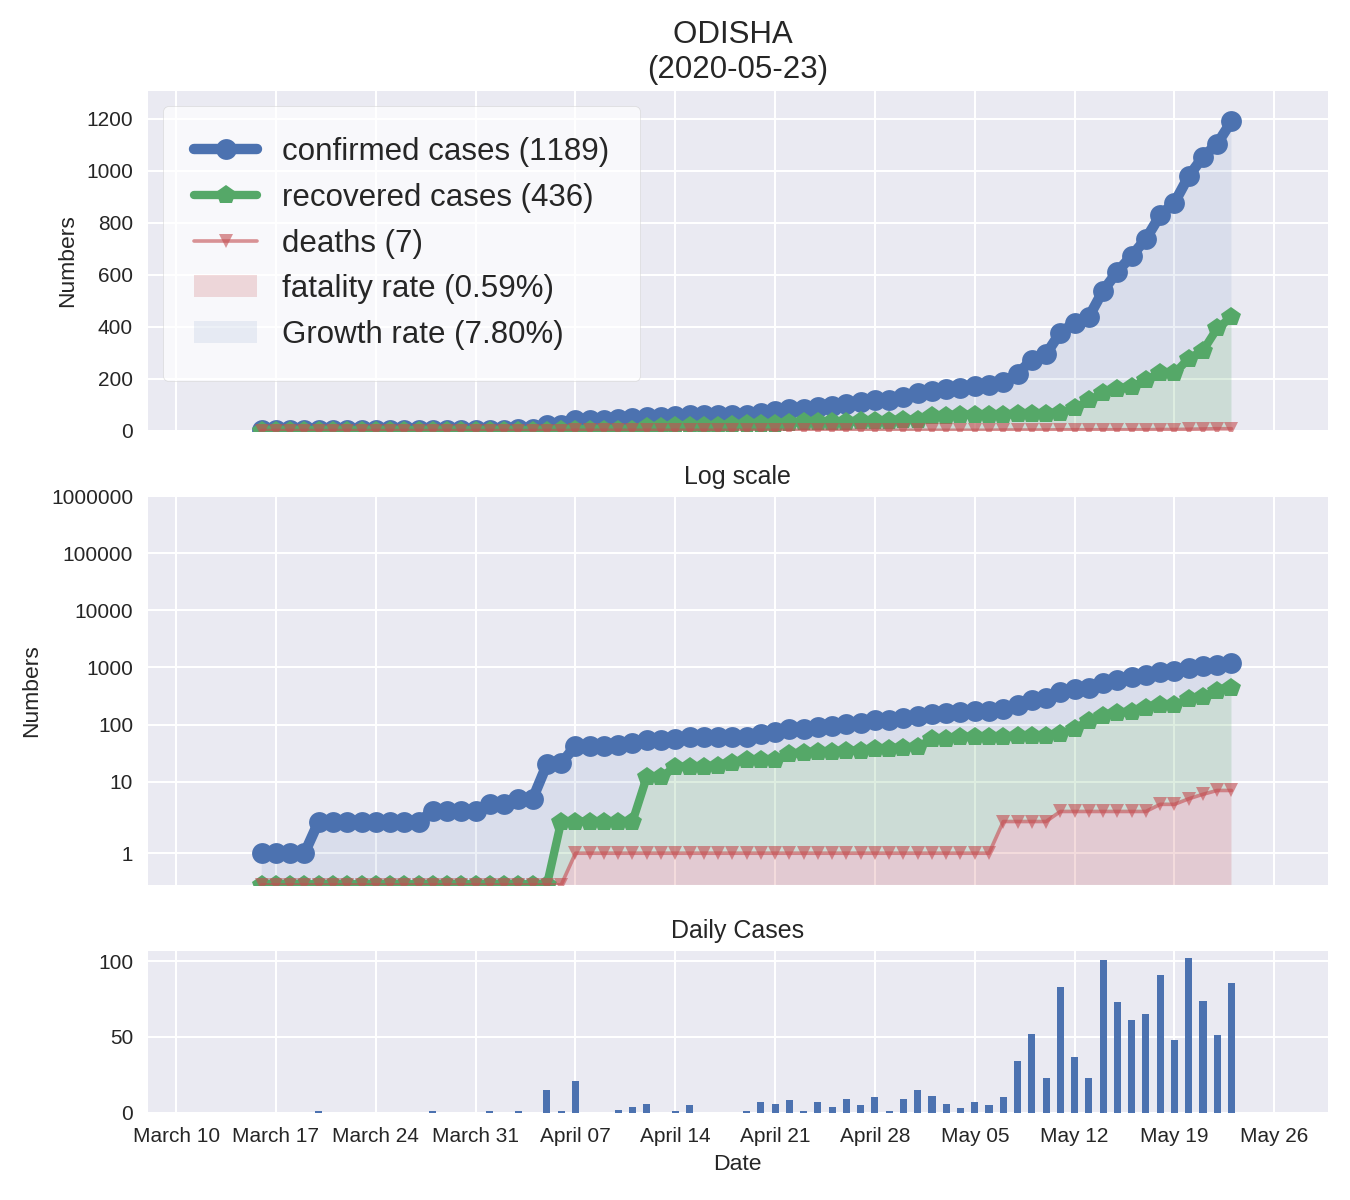 ODISHA
(2020-05-23)
1200
1000
800
600
400
200
0
Numbers
confirmed cases (1189)
recovered cases (436)
deaths (7)
fatality rate (0.59%)
Growth rate (7.80%)
Log scale
1000000
100000
10000
1000
100
10
1
Numbers
Daily Cases
100
50
0
March 10 March 17 March 24 March 31 April 07 April 14 April 21 April 28 May 05 May 12 May 19 May 26
Date